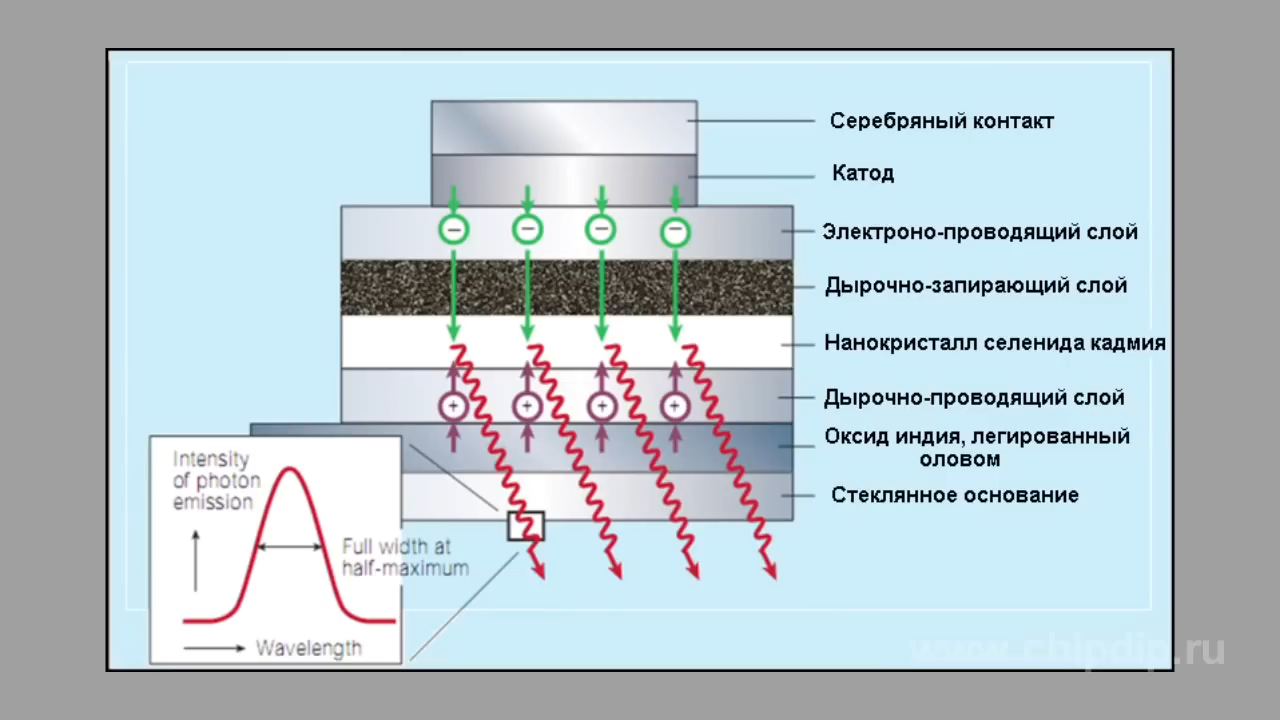 Серебряный контакт
Катод
Электроно-проводящий слой
Дырочно-запирающий слой
Нанокристалл селенида кадмия
Дырочно-проводящий слой
Оксид индия, легированный
оловом
Стеклянное основание
Intensity
of photon
emission
Full width at
half-maximum
Wavelength
www.chipdip.ru